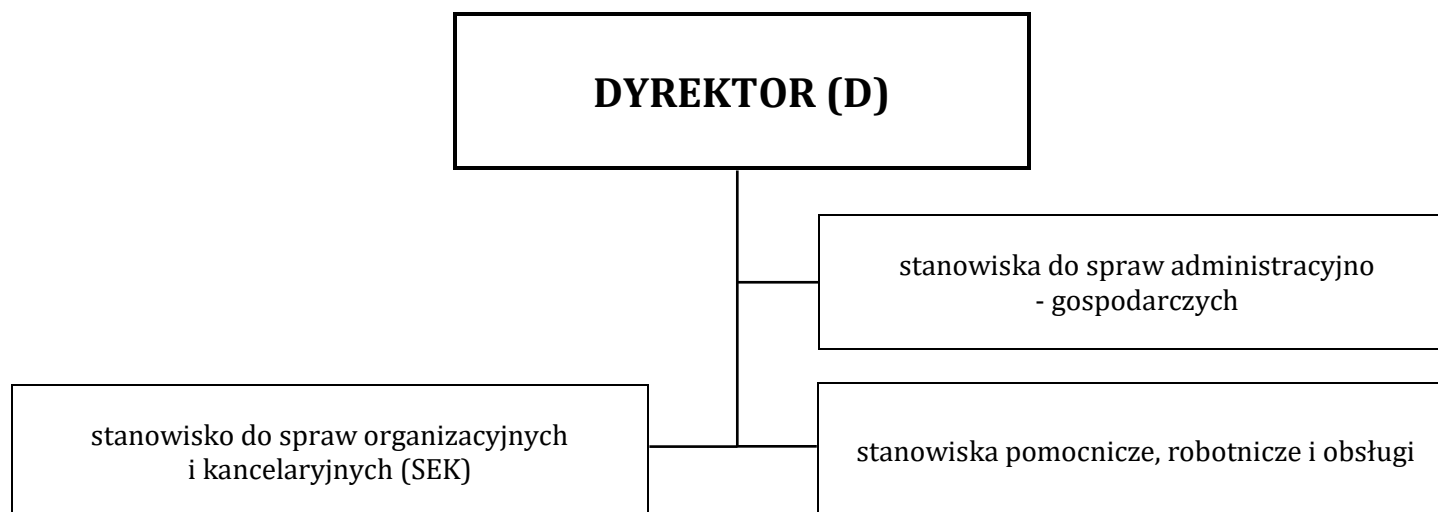 DYREKTOR (D)
stanowiska do spraw administracyjno
- gospodarczych
stanowisko do spraw organizacyjnych
i kancelaryjnych (SEK)
stanowiska pomocnicze, robotnicze i obsługi